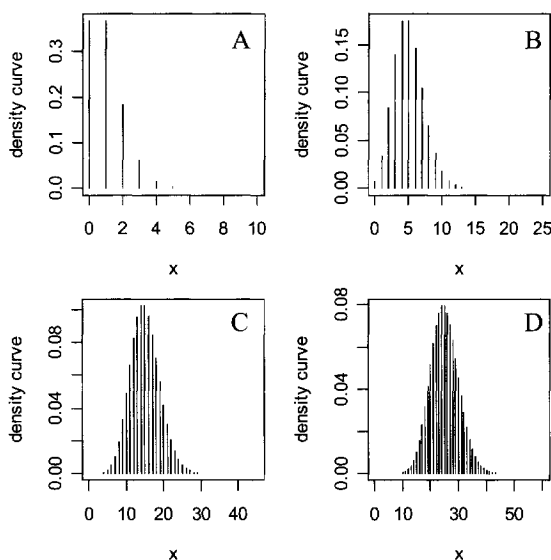 A
density curve
0.0 0.1 0.2 0.3
0 2 4 6 8 10
x
B
density curve
0.00 0.05 0.10 0.15
0 5 10 15 20 25
x
C
density curve
0.00 0.04 0.08
0 10 20 30 40
x
D
density curve
0.00 0.04 0.08
0 10 30 50
x